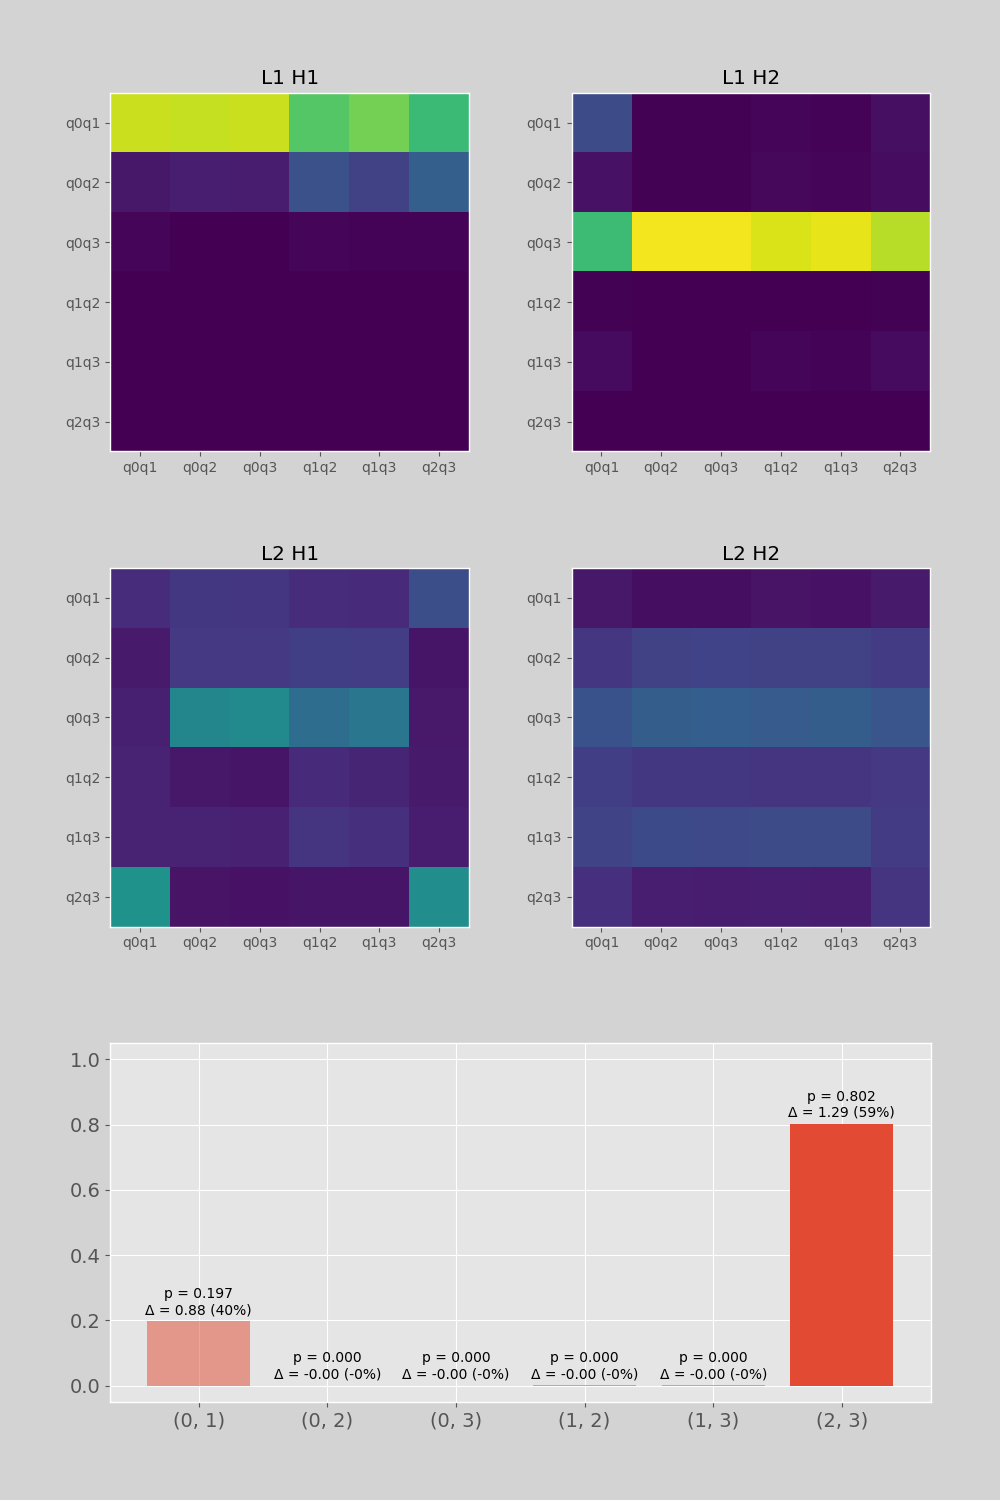 L1 H1
q0q1
q0q2
q0q3
q1q2
q1q3
q2q3
q0q1 q0q2 q0q3 q1q2 q1q3 q2q3
L1 H2
q0q1
q0q2
q0q3
q1q2
q1q3
q2q3
q0q1 q0q2 q0q3 q1q2 q1q3 q2q3
L2 H1
q0q1
q0q2
q0q3
q1q2
q1q3
q2q3
q0q1 q0q2 q0q3 q1q2 q1q3 q2q3
L2 H2
q0q1
q0q2
q0q3
q1q2
q1q3
q2q3
q0q1 q0q2 q0q3 q1q2 q1q3 q2q3
1.0
0.8
0.6
0.4
0.2
0.0
p = 0.197
Δ = 0.88 (40%)
p = 0.000
Δ = -0.00 (-0%)
p = 0.000
Δ = -0.00 (-0%)
p = 0.000
Δ = -0.00 (-0%)
p = 0.000
Δ = -0.00 (-0%)
p = 0.802
Δ = 1.29 (59%)
(0, 1) (0, 2) (0, 3) (1, 2) (1, 3) (2, 3)